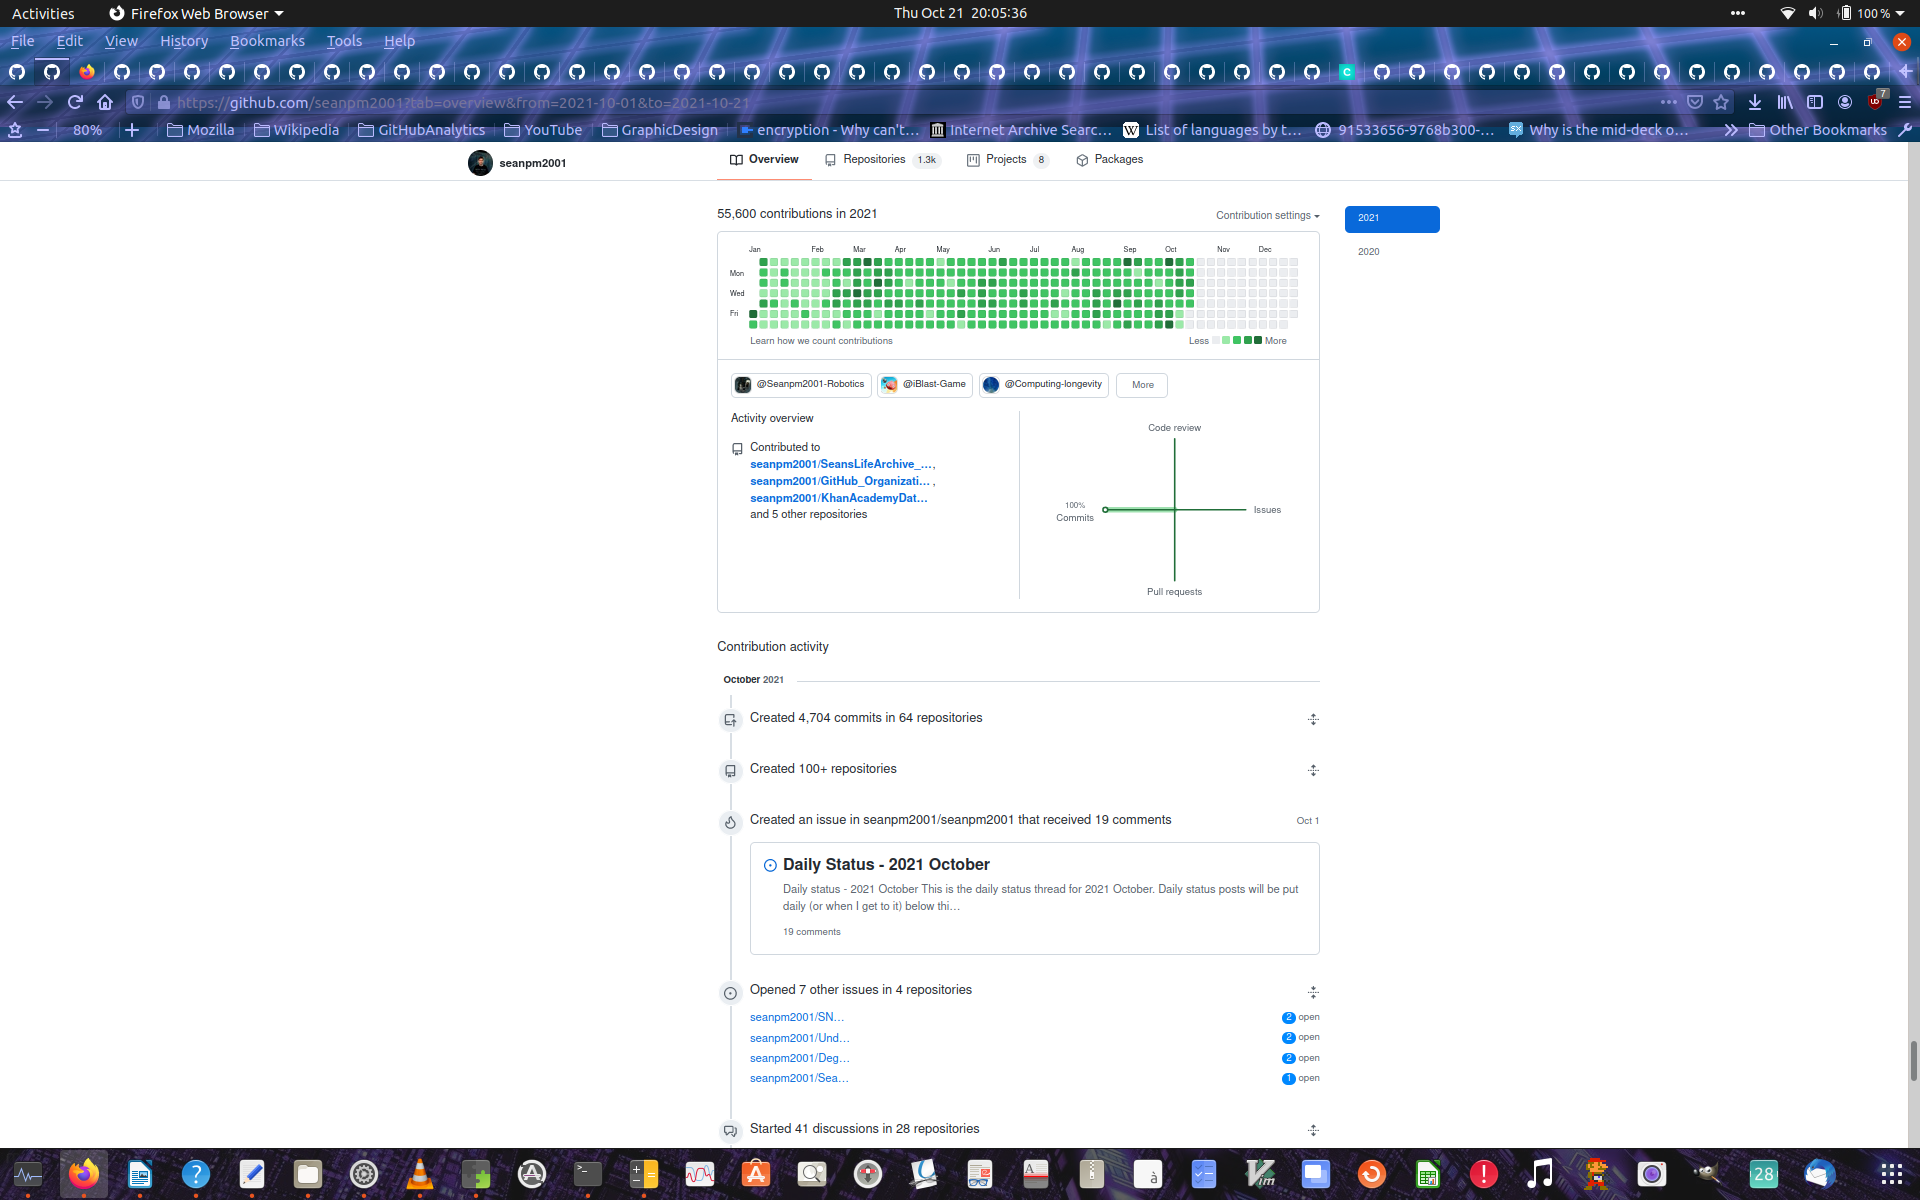 Activities Firefox Web Browser Thu Oct 21 20:05:36 100 %
File Edit View History Bookmarks Tools Help
https://github.com/seanpm2001?tab=overview&from=2021-10-01&to=2021-10-21 7
80% Mozilla Wikipedia GitHubAnalytics YouTube GraphicDesign encryption - Why can't… Internet Archive Searc… List of languages by t… 91533656-9768b300-… Why is the mid-deck o… Other Bookmarks
seanpm2001 Overview Repositories 1.3k Projects 8 Packages
55,600 contributions in 2021 Contribution settings 2021
2020
Jan Feb Mar Apr May Jun Jul Aug Sep Oct Nov Dec
Mon
Wed
Fri
Learn how we count contributions Less More
@Seanpm2001-Robotics @iBlast-Game @Computing-longevity More
Activity overview
Contributed to
seanpm2001/SeansLifeArchive_…,
seanpm2001/GitHub_Organizati… ,
seanpm2001/KhanAcademyDat…
and 5 other repositories
Code review
100%
Commits
Issues
Pull requests
Contribution activity
October 2021
Created 4,704 commits in 64 repositories
Created 100+ repositories
Created an issue in seanpm2001/seanpm2001 that received 19 comments Oct 1
Daily Status - 2021 October
Daily status - 2021 October This is the daily status thread for 2021 October. Daily status posts will be put
daily (or when I get to it) below thi…
19 comments
Opened 7 other issues in 4 repositories
seanpm2001/SN… 2 open
seanpm2001/Und… 2 open
seanpm2001/Deg… 2 open
seanpm2001/Sea… 1 open
Started 41 discussions in 28 repositories
28